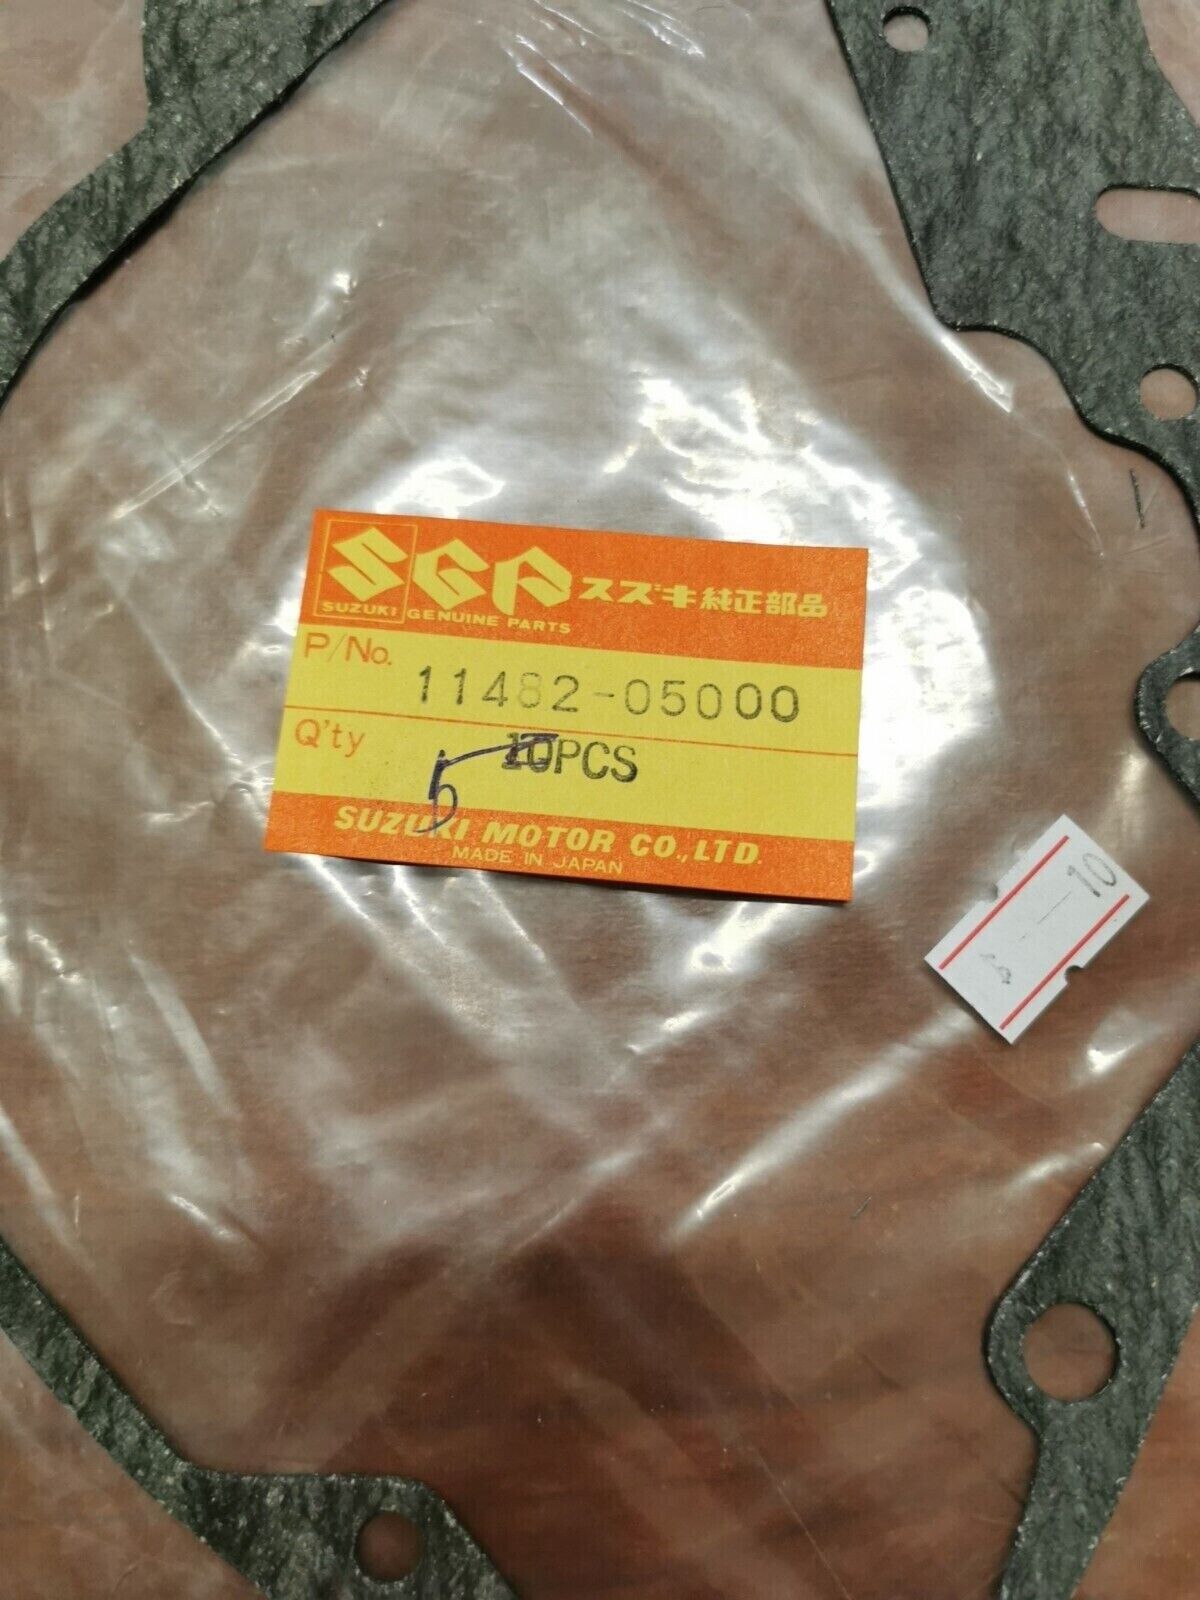 SGP スズキ純正部品
SUZUKI GENUINE PARTS
P/No. 11482-05000
Q'ty 10PCS
5
SUZUKI MOTOR CO., LTD.
MADE IN JAPAN
10